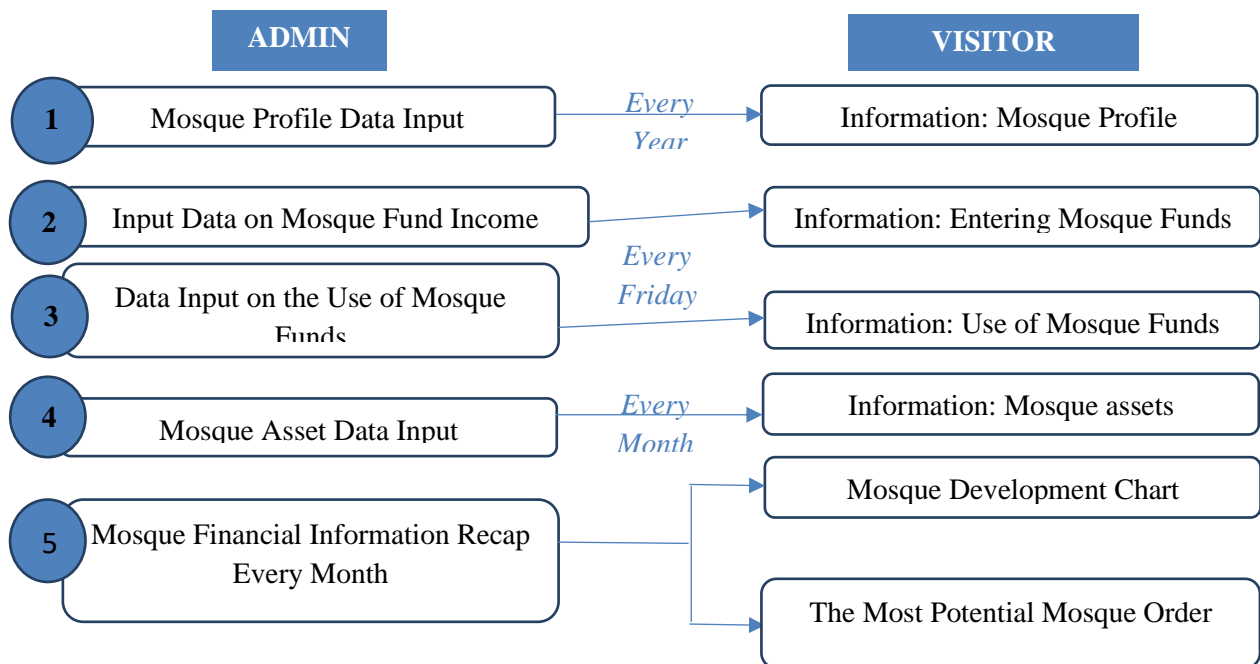 ADMIN
VISITOR
1
Mosque Profile Data Input
Every
Year
Information: Mosque Profile
2
Input Data on Mosque Fund Income
Information: Entering Mosque Funds
3
Data Input on the Use of Mosque
Funds
Every
Friday
Information: Use of Mosque Funds
4
Mosque Asset Data Input
Every
Month
Information: Mosque assets
5
Mosque Financial Information Recap
Every Month
Mosque Development Chart
The Most Potential Mosque Order